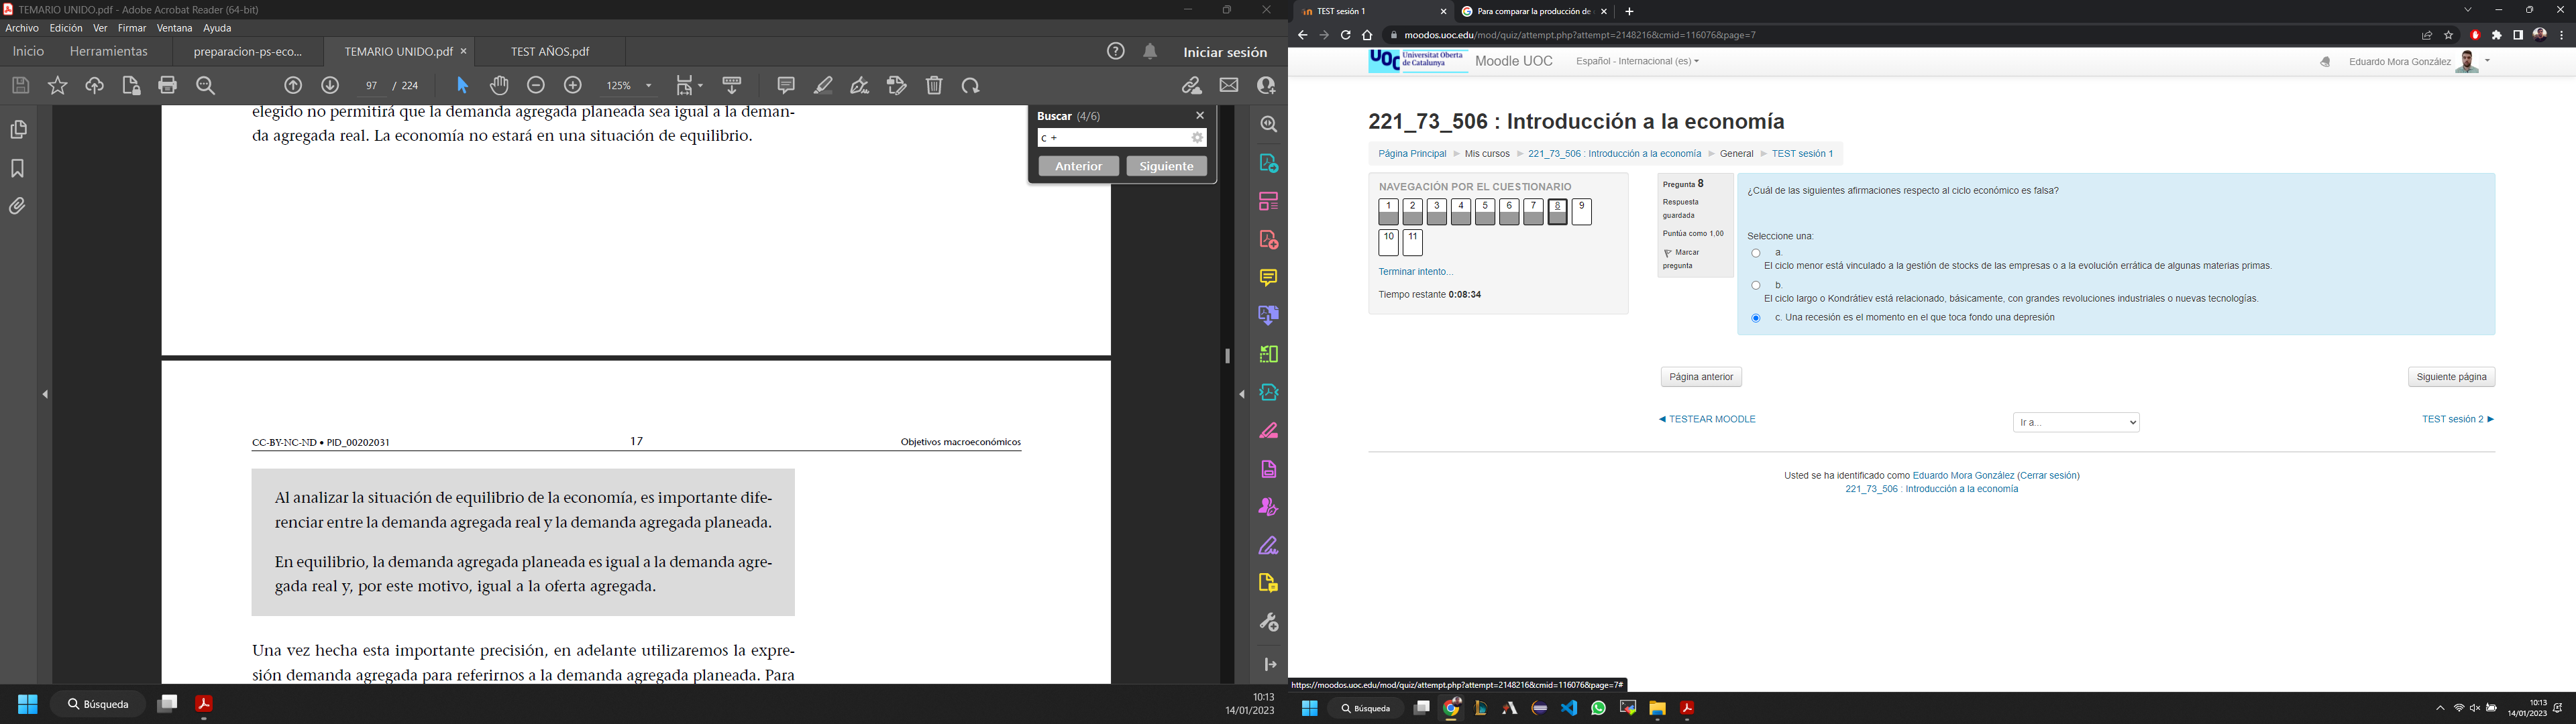 TEMARIO UNIDO.pdf - Adobe Acrobat Reader (64-bit)
Archivo Edición Ver Firmar Ventana Ayuda
Inicio Herramientas preparacion-ps-eco... TEMARIO UNIDO.pdf × TEST AÑOS.pdf Iniciar sesión
97 / 224 125%
elegido no permitirá que la demanda agregada planeada sea igual a la deman-
da agregada real. La economía no estará en una situación de equilibrio.
Buscar (4/6)
c +
Anterior Siguiente
CC-BY-NC-ND • PID_00202031 17 Objetivos macroeconómicos
Al analizar la situación de equilibrio de la economía, es importante dife-
renciar entre la demanda agregada real y la demanda agregada planeada.
En equilibrio, la demanda agregada planeada es igual a la demanda agre-
gada real y, por este motivo, igual a la oferta agregada.
Una vez hecha esta importante precisión, en adelante utilizaremos la expre-
sión demanda agregada para referirnos a la demanda agregada planeada. Para
Búsqueda
10:13
14/01/2023
TEST sesión 1 Para comparar la producción de
moodos.uoc.edu/mod/quiz/attempt.php?attempt=2148216&cmid=116076&page=7
UOC Universitat Oberta
de Catalunya
Moodle UOC Español - Internacional (es) Eduardo Mora González
221_73_506 : Introducción a la economía
Página Principal ► Mis cursos ► 221_73_506 : Introducción a la economía ► General ► TEST sesión 1
NAVEGACIÓN POR EL CUESTIONARIO
1 2 3 4 5 6 7 8 9
10 11
Terminar intento...
Tiempo restante 0:08:34
Pregunta 8
Respuesta
guardada
Puntúa como 1,00
Marcar
pregunta
¿Cuál de las siguientes afirmaciones respecto al ciclo económico es falsa?
Seleccione una:
a.
El ciclo menor está vinculado a la gestión de stocks de las empresas o a la evolución errática de algunas materias primas.
b.
El ciclo largo o Kondrátiev está relacionado, básicamente, con grandes revoluciones industriales o nuevas tecnologías.
c. Una recesión es el momento en el que toca fondo una depresión
Página anterior Siguiente página
◄ TESTEAR MOODLE Ir a... TEST sesión 2 ►
Usted se ha identificado como Eduardo Mora González (Cerrar sesión)
221_73_506 : Introducción a la economía
https://moodos.uoc.edu/mod/quiz/attempt.php?attempt=2148216&cmid=116076&page=7#
Búsqueda
10:13
14/01/2023